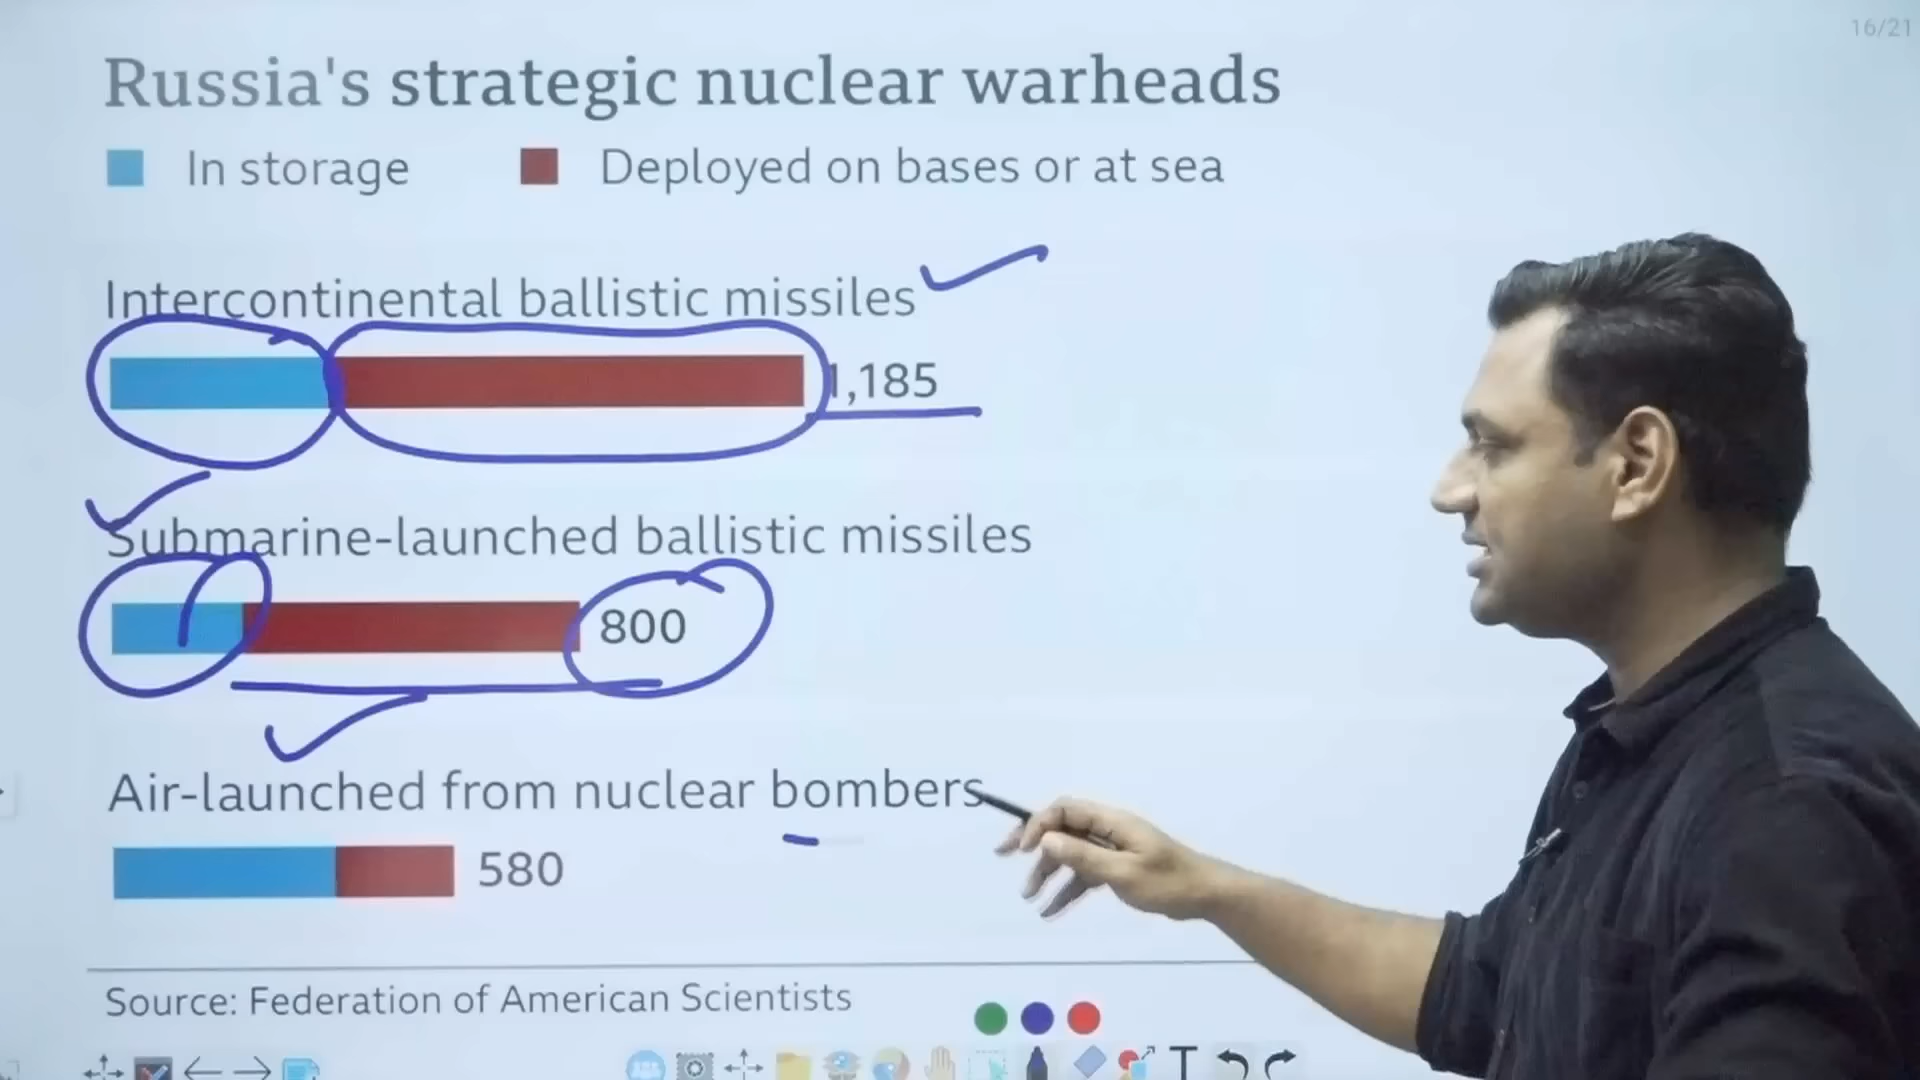 16/21
Russia's strategic nuclear warheads
In storage
Deployed on bases or at sea
Intercontinental ballistic missiles
1,185
Submarine-launched ballistic missiles
800
Air-launched from nuclear bombers
580
Source: Federation of American Scientists
T